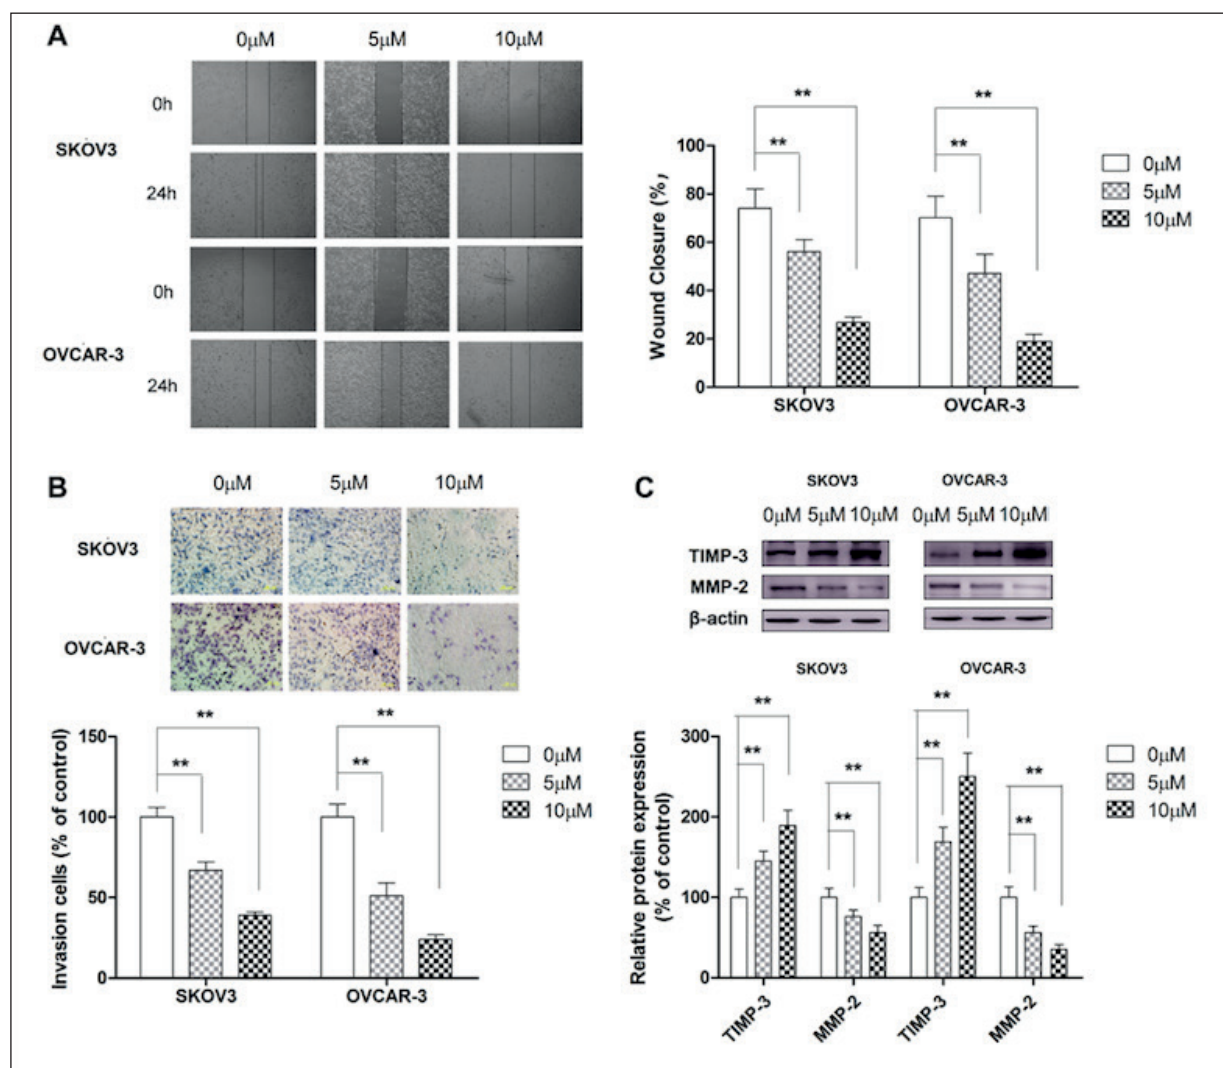 A
0μM 5μM 10μM
0h
SKOV3
24h
0h
OVCAR-3
24h
** **
** **
100
80
60
40
20
0
Wound Closure (%,
SKOV3 OVCAR-3
0μM
5μM
10μM
B
0μM 5μM 10μM
SKOV3
OVCAR-3
** **
** **
150
100
50
0
Invasion cells (% of control)
SKOV3 OVCAR-3
0μM
5μM
10μM
C
SKOV3 OVCAR-3
0μM 5μM 10μM 0μM 5μM 10μM
TIMP-3
MMP-2
β-actin
SKOV3 OVCAR-3
** ** ** **
** ** ** **
300
200
100
0
Relative protein expression
(% of control)
TIMP-3 MMP-2 TIMP-3 MMP-2
0μM
5μM
10μM